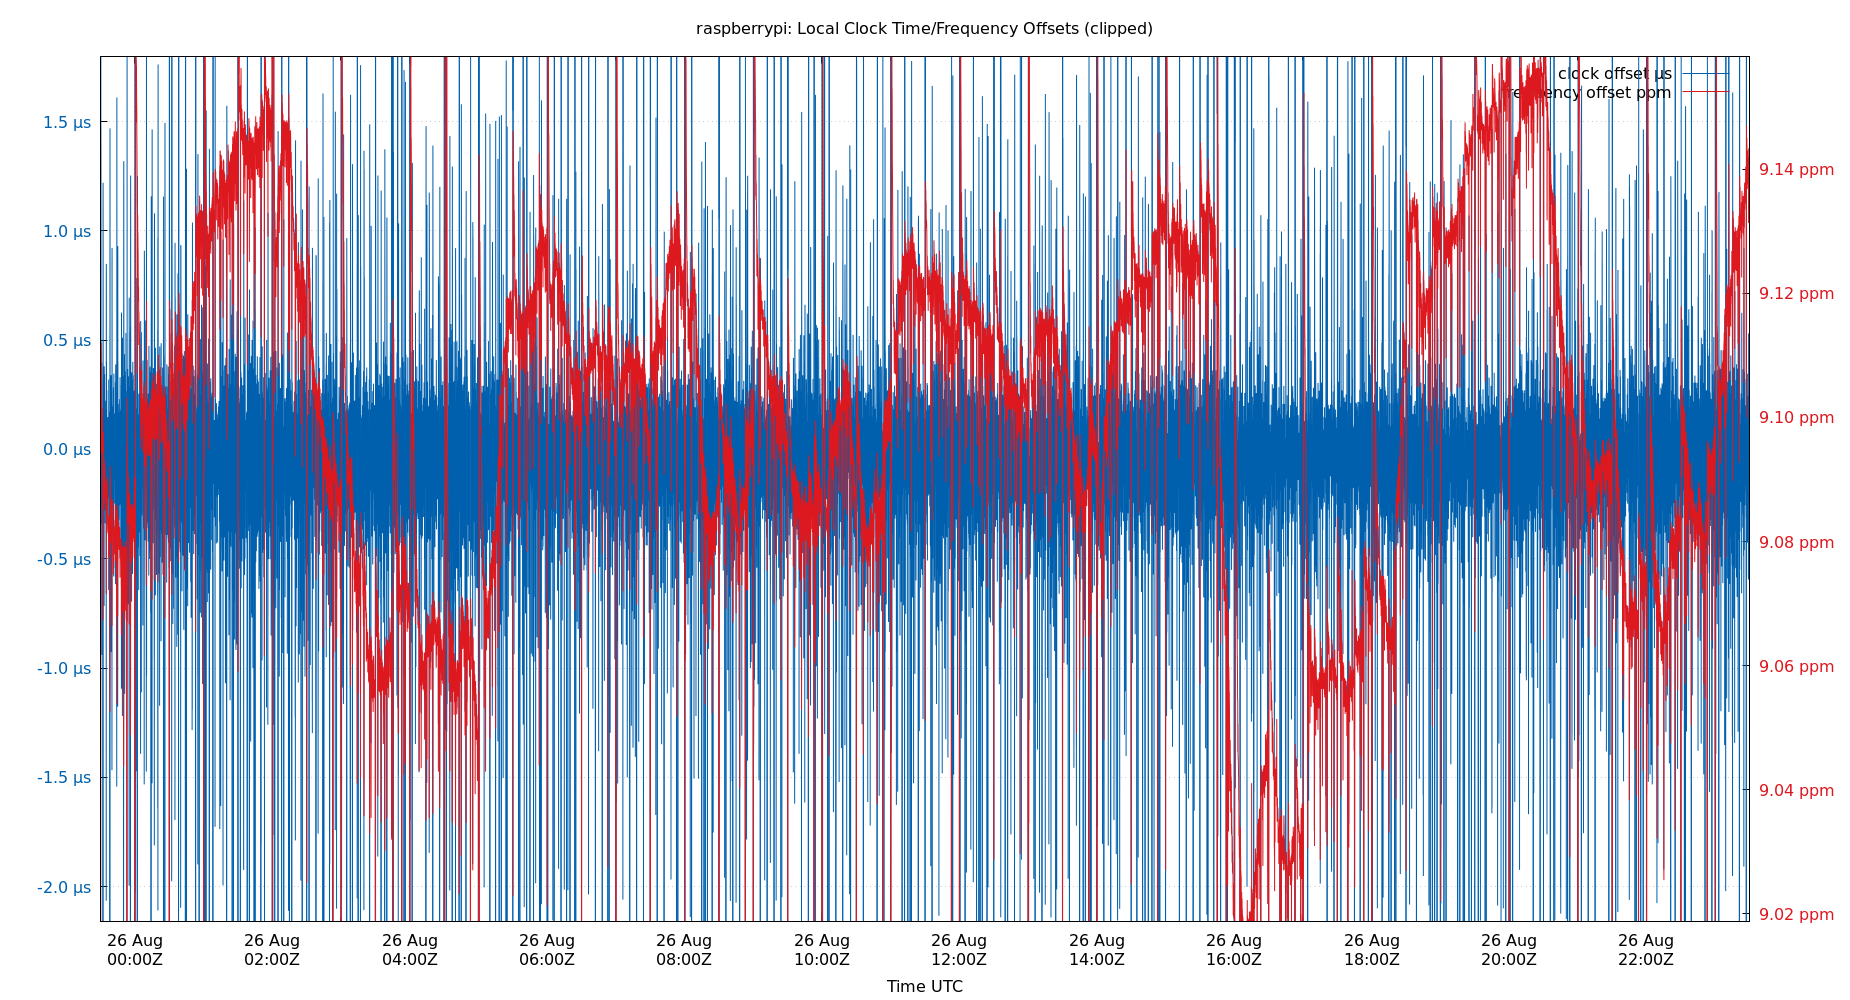 raspberrypi: Local Clock Time/Frequency Offsets (clipped)
clock offset µs
frequency offset ppm
1.5 µs
1.0 µs
0.5 µs
0.0 µs
-0.5 µs
-1.0 µs
-1.5 µs
-2.0 µs
9.14 ppm
9.12 ppm
9.10 ppm
9.08 ppm
9.06 ppm
9.04 ppm
9.02 ppm
26 Aug 26 Aug 26 Aug 26 Aug 26 Aug 26 Aug 26 Aug 26 Aug 26 Aug 26 Aug 26 Aug 26 Aug
00:00Z 02:00Z 04:00Z 06:00Z 08:00Z 10:00Z 12:00Z 14:00Z 16:00Z 18:00Z 20:00Z 22:00Z
Time UTC